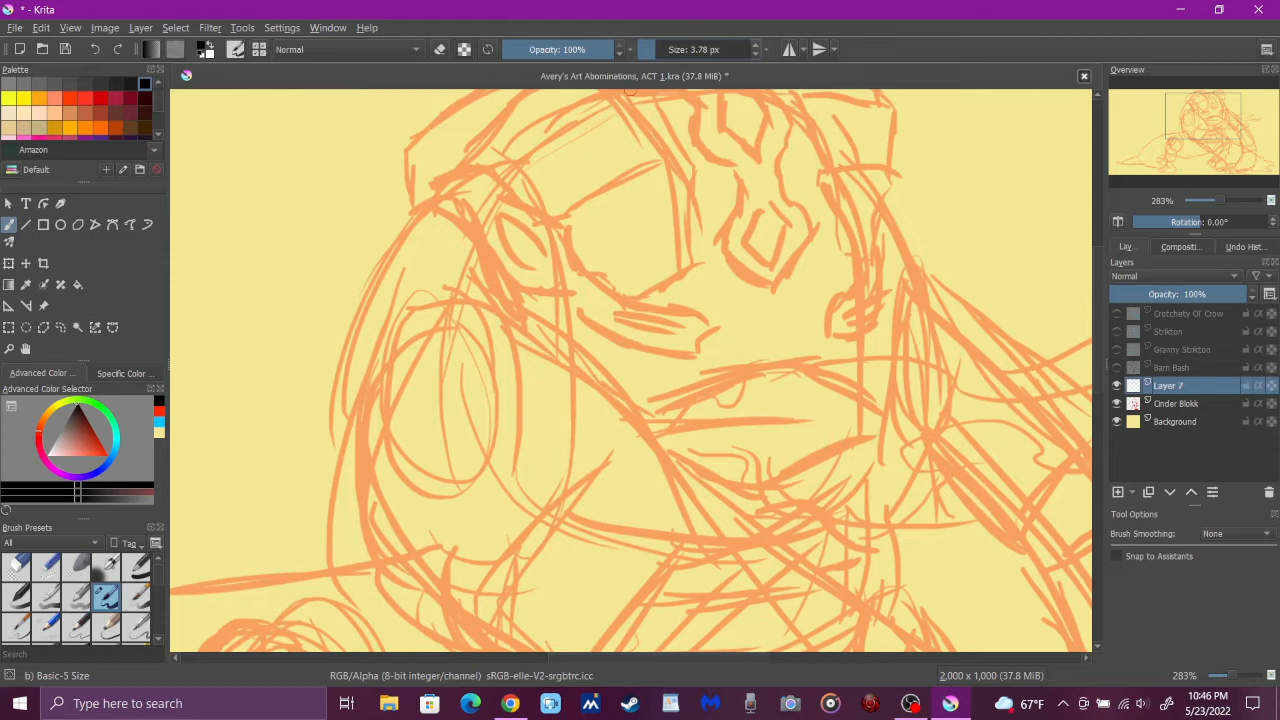 * - Krita
File Edit View Image Layer Select Filter Tools Settings Window Help
Normal Opacity: 100% Size: 3.78 px
Palette
Avery's Art Abominations, ACT 1.kra (37.8 MiB) *
Overview
Amazon
Default
283%
Rotation: 0.00°
Lay... Compositi... Undo Hist...
Layers
Normal
Opacity: 100%
Crotchety Ol' Crow
Strikton
Granny Strikton
Barn Bash
Layer 7
Cinder Blokk
Background
Advanced Color ... Specific Color ...
Advanced Color Selector
Tool Options
Brush Smoothing: None
Snap to Assistants
Brush Presets
All Tag
Search
b) Basic-5 Size RGB/Alpha (8-bit integer/channel) sRGB-elle-V2-srgbtrc.icc 2,000 x 1,000 (37.8 MiB) 283%
Type here to search
67°F
10:46 PM
5/23/2022